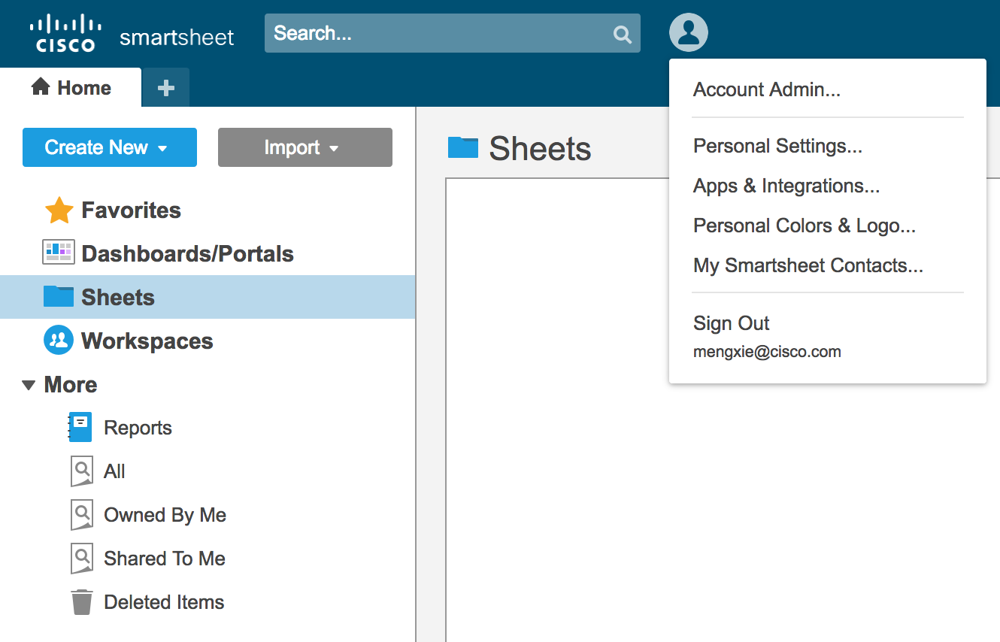 CISCO smartsheet
Search...
Home
Create New
Import
Favorites
Dashboards/Portals
Sheets
Workspaces
More
Reports
All
Owned By Me
Shared To Me
Deleted Items
Sheets
Account Admin...
Personal Settings...
Apps & Integrations...
Personal Colors & Logo...
My Smartsheet Contacts...
Sign Out
mengxie@cisco.com